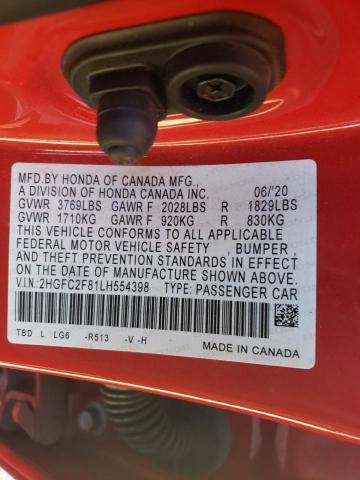 MFD.BY HONDA OF CANADA MFG.,
A DIVISION OF HONDA CANADA INC. 06/'20
GVWR 3769LBS GAWR F 2028LBS R 1829LBS
GVWR 1710KG GAWR F 920KG R 830KG
THIS VEHICLE CONFORMS TO ALL APPLICABLE
FEDERAL MOTOR VEHICLE SAFETY , BUMPER ,
AND THEFT PREVENTION STANDARDS IN EFFECT
ON THE DATE OF MANUFACTURE SHOWN ABOVE.
V.I.N: 2HGFC2F81LH554398 TYPE: PASSENGER CAR
TBD L LG6 -R513 -V -H
MADE IN CANADA